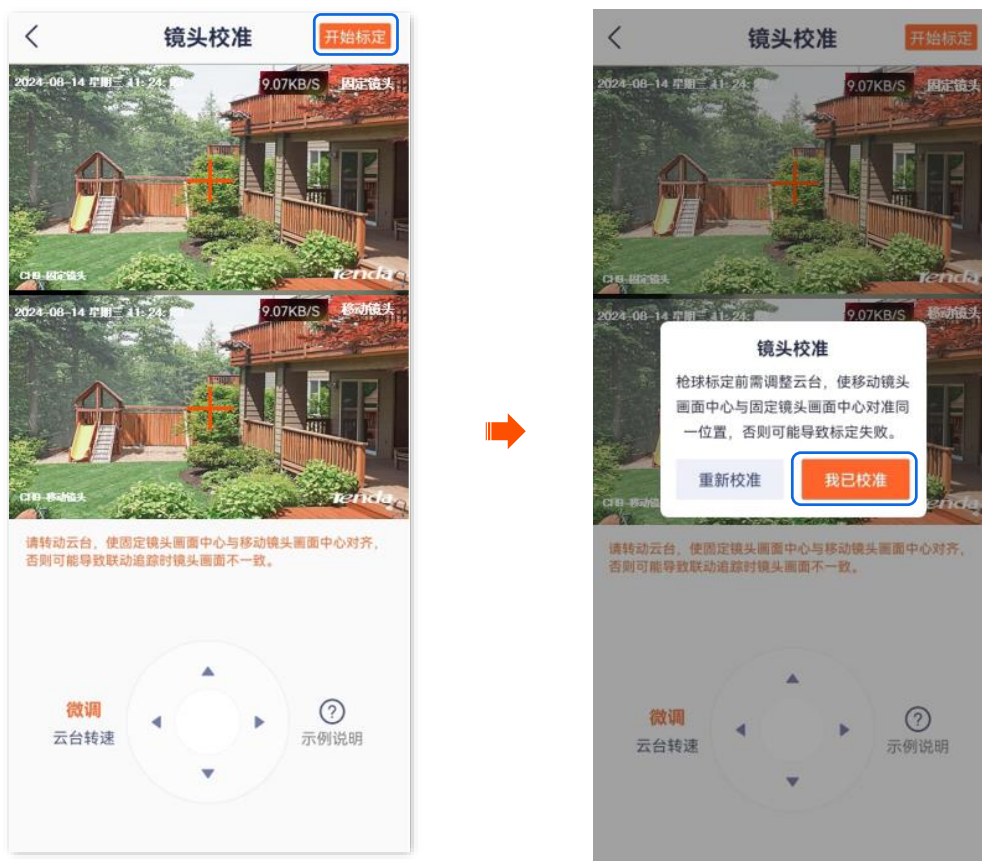 镜头校准
开始标定
2024-08-14 星期三 11:24:
9.07KB/S
固定镜头
固定镜头
Tenda
2024-08-14 星期三 11:24:
9.07KB/S
移动镜头
移动镜头
Tenda
请转动云台，使固定镜头画面中心与移动镜头画面中心对齐，
否则可能导致联动追踪时镜头画面不一致。
微调
云台转速
?
示例说明
镜头校准
开始标定
2024-08-14 星期三 11:24:
9.07KB/S
固定镜头
固定镜头
Tenda
2024-08-14 星期三 11:24:
9.07KB/S
移动镜头
镜头校准
枪球标定前需调整云台，使移动镜头
画面中心与固定镜头画面中心对准同
一位置，否则可能导致标定失败。
重新校准
我已校准
请转动云台，使固定镜头画面中心与移动镜头画面中心对齐，
否则可能导致联动追踪时镜头画面不一致。
微调
云台转速
?
示例说明